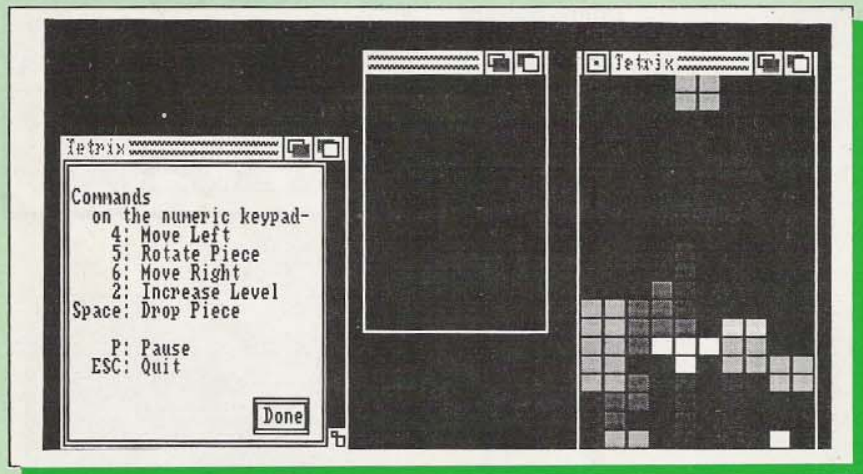 Tetrix
Commands
on the numeric keypad-
4: Move Left
5: Rotate Piece
6: Move Right
2: Increase Level
Space: Drop Piece
P: Pause
ESC: Quit
Done
Tetrix